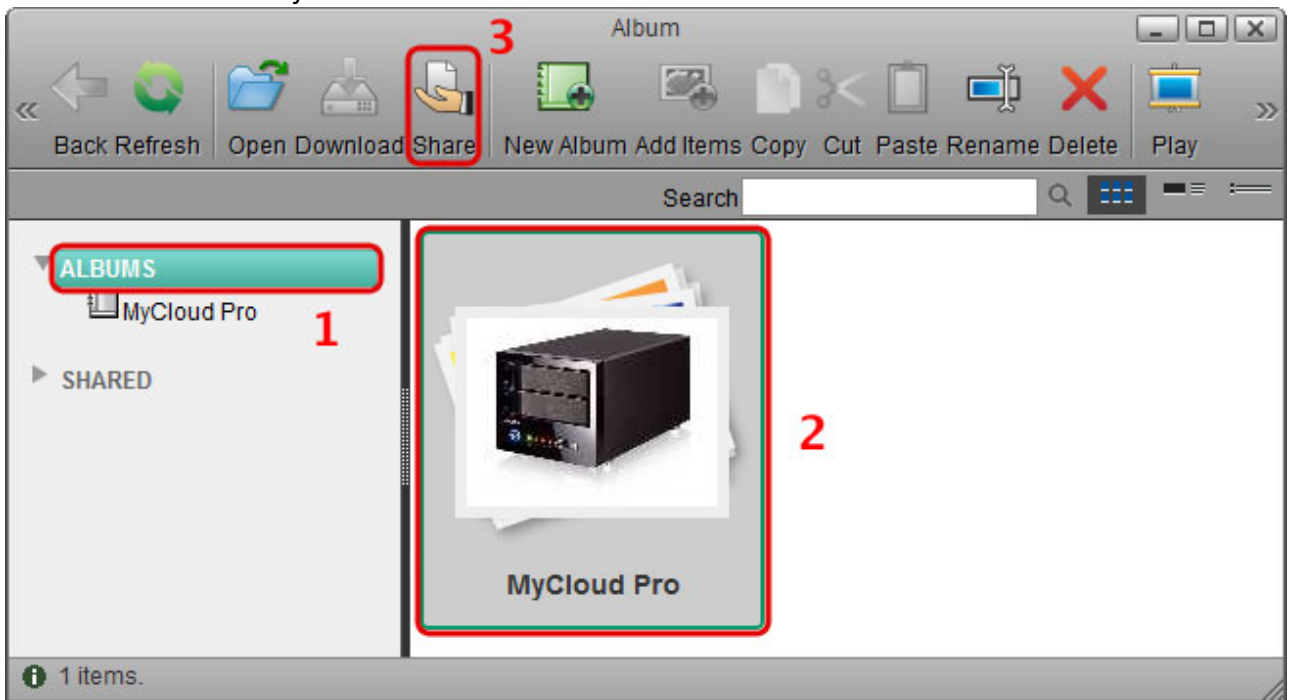 Album
3
Back Refresh Open Download Share New Album Add Items Copy Cut Paste Rename Delete Play
Search
ALBUMS
MyCloud Pro
1
SHARED
2
MyCloud Pro
1 items.